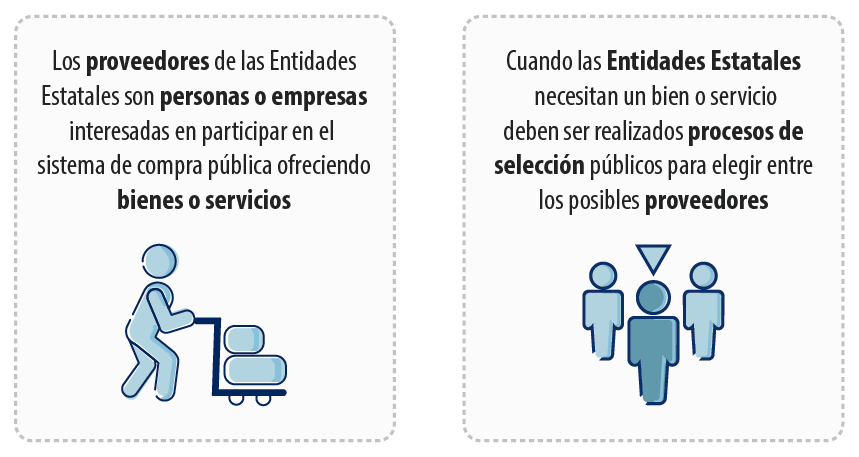 Los proveedores de las Entidades
Estatales son personas o empresas
interesadas en participar en el
sistema de compra pública ofreciendo
bienes o servicios
Cuando las Entidades Estatales
necesitan un bien o servicio
deben ser realizados procesos de
selección públicos para elegir entre
los posibles proveedores